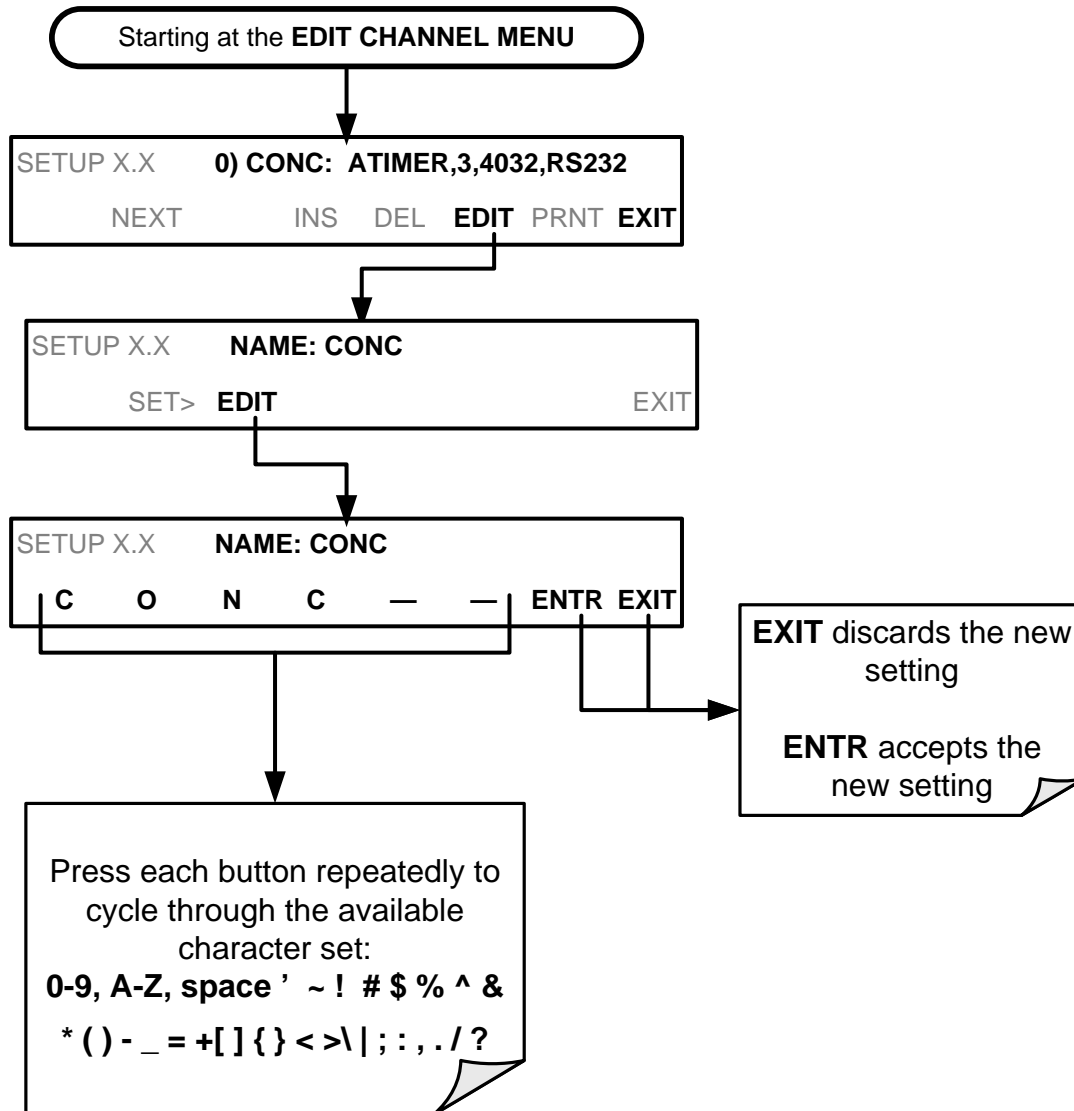 Starting at the EDIT CHANNEL MENU
SETUP X.X 0) CONC: ATIMER,3,4032,RS232
NEXT INS DEL EDIT PRNT EXIT
SETUP X.X NAME: CONC
SET> EDIT EXIT
SETUP X.X NAME: CONC
C O N C — — ENTR EXIT
EXIT discards the new
setting
ENTR accepts the
new setting
Press each button repeatedly to
cycle through the available
character set:
0-9, A-Z, space ’ ~ ! # $ % ^ &
* ( ) - _ = +[ ] { } < >\ | ; : , . / ?